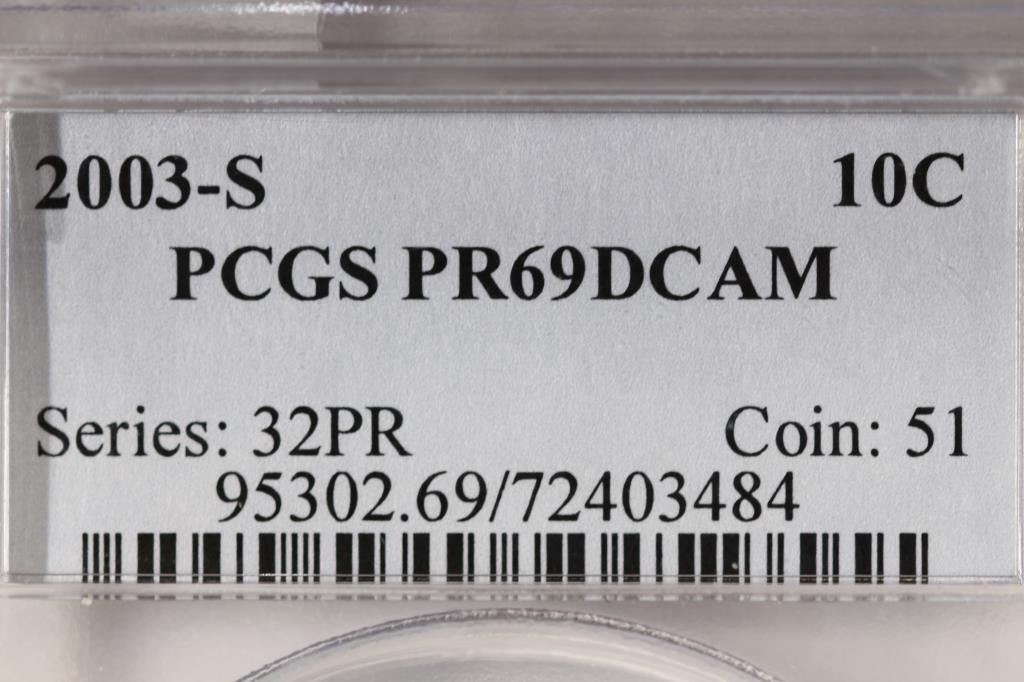 2003-S 10C
PCGS PR69DCAM
Series: 32PR Coin: 51
95302.69/72403484